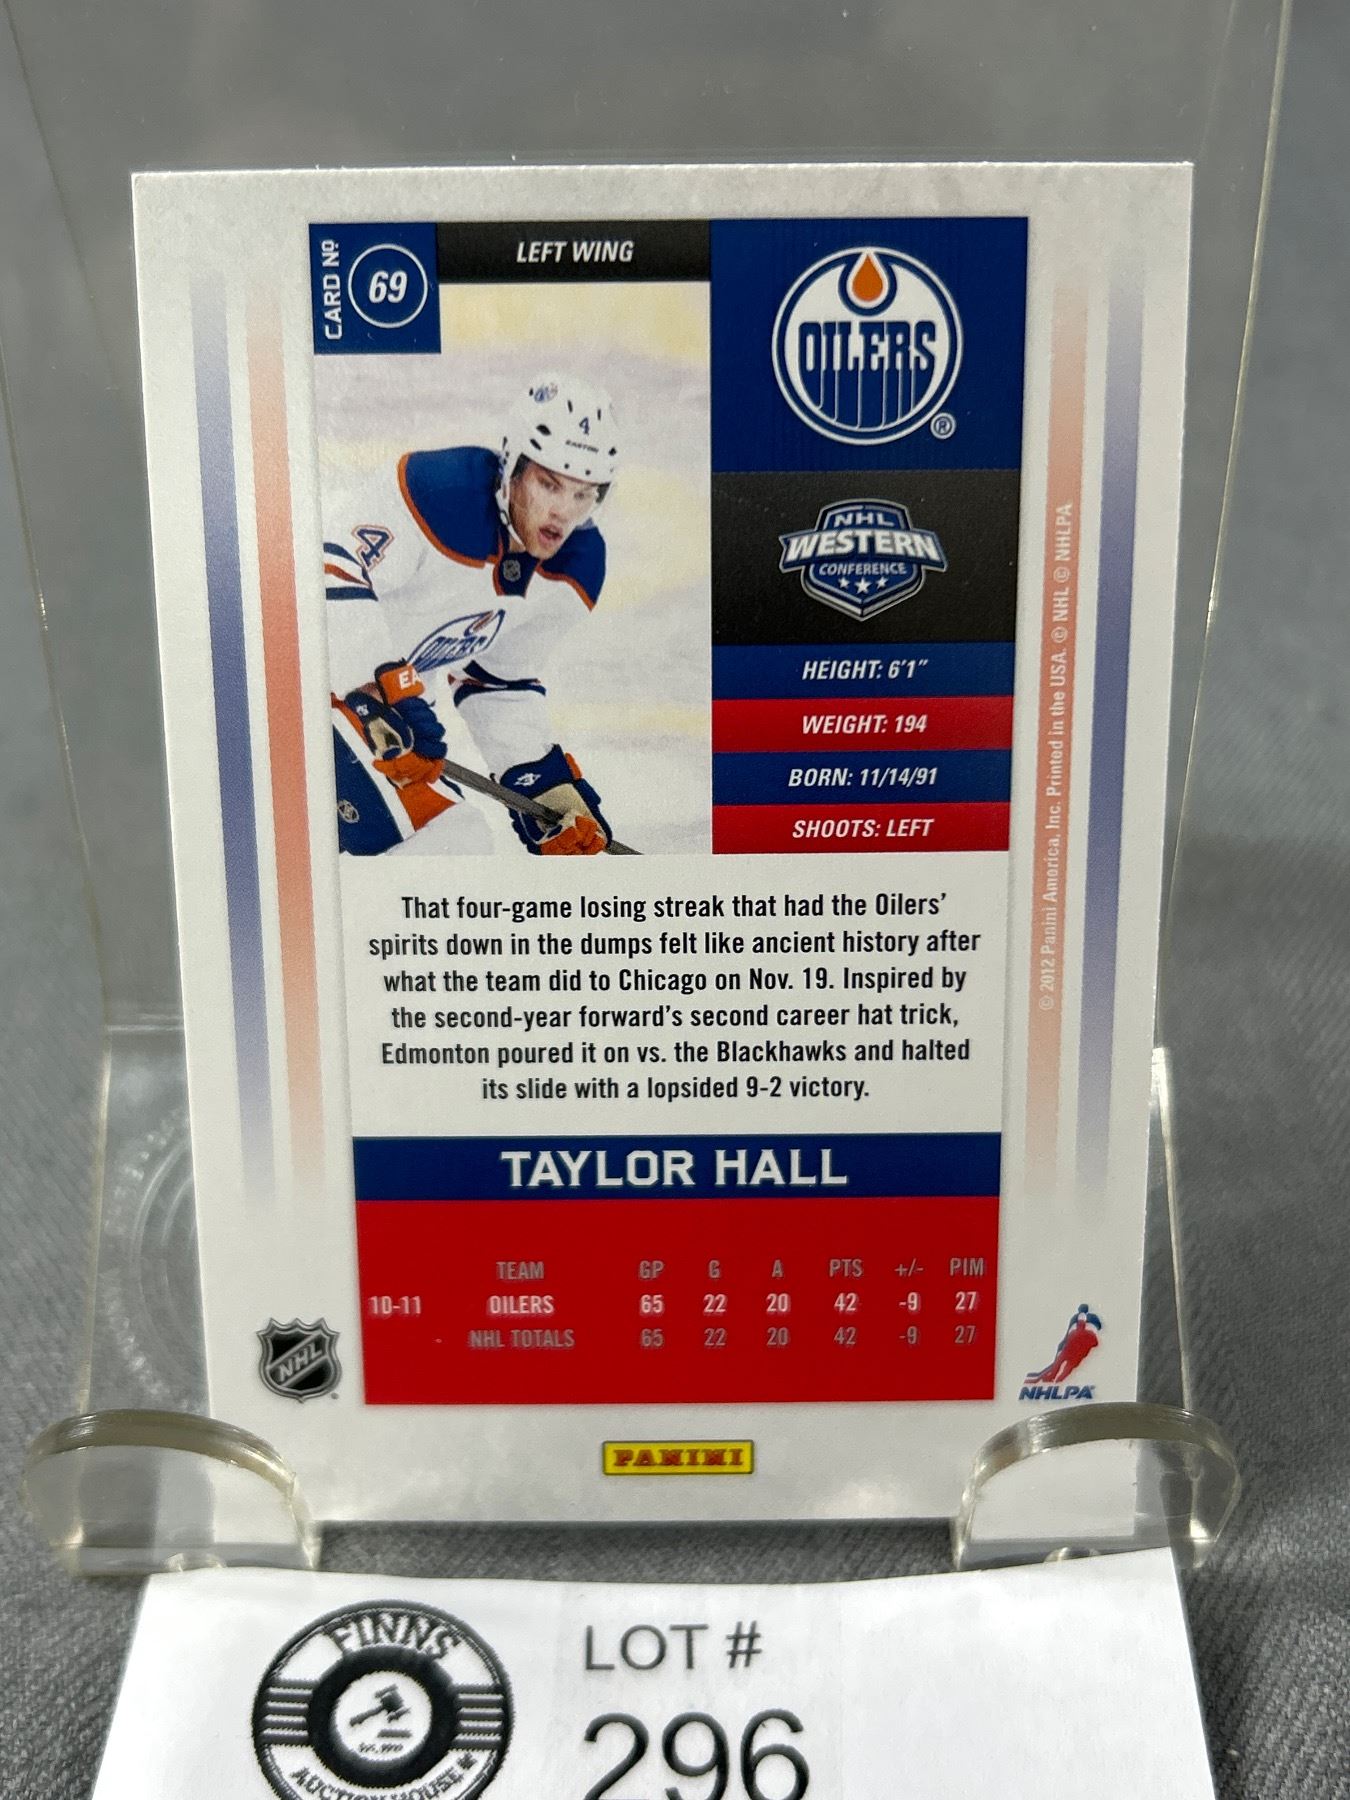 CARD Nº
69
LEFT WING
OILERS
®
NHL
WESTERN
CONFERENCE
4
EASTON
4
OILERS
EA
HEIGHT: 6'1"
WEIGHT: 194
BORN: 11/14/91
SHOOTS: LEFT
© 2012 Panini America, Inc. Printed in the USA. © NHL © NHLPA
That four-game losing streak that had the Oilers'
spirits down in the dumps felt like ancient history after
what the team did to Chicago on Nov. 19. Inspired by
the second-year forward's second career hat trick,
Edmonton poured it on vs. the Blackhawks and halted
its slide with a lopsided 9-2 victory.
TAYLOR HALL
TEAM GP G A PTS +/- PIM
10-11 OILERS 65 22 20 42 -9 27
NHL TOTALS 65 22 20 42 -9 27
NHL
NHLPA
PANINI
FINNS
AUCTION HOUSE
LOT #
296